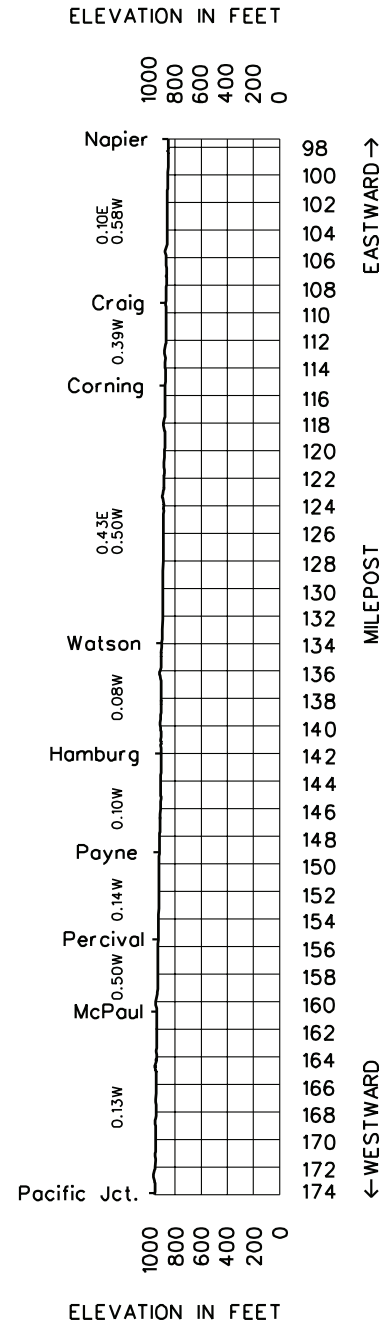 ELEVATION IN FEET
1000 800 600 400 200 0
Napier
0.10E
0.58W
Craig
0.39W
Corning
0.43E
0.50W
Watson
0.08W
Hamburg
0.10W
Payne
0.14W
Percival
0.50W
McPaul
0.13W
Pacific Jct.
98
100
102
104
106
108
110
112
114
116
118
120
122
124
126
128
130
132
134
136
138
140
142
144
146
148
150
152
154
156
158
160
162
164
166
168
170
172
174
EASTWARD→
MILEPOST
←WESTWARD
1000 800 600 400 200 0
ELEVATION IN FEET